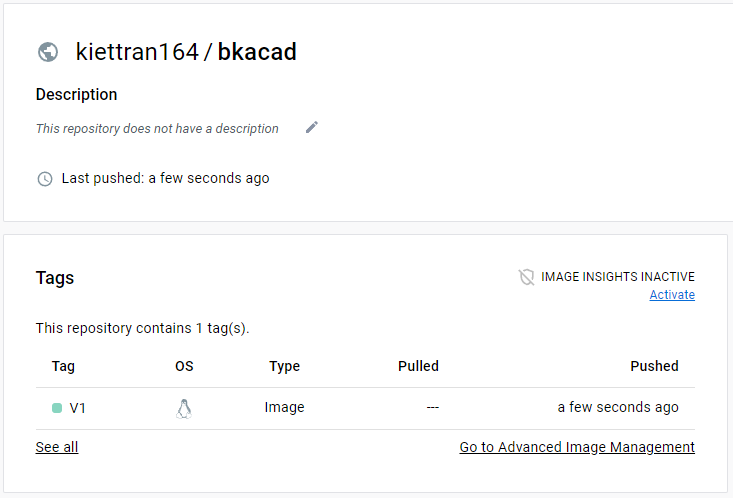 kiettran164 / bkacad
Description
This repository does not have a description
Last pushed: a few seconds ago
Tags
IMAGE INSIGHTS INACTIVE
Activate
This repository contains 1 tag(s).
Tag OS Type Pulled Pushed
V1 Image --- a few seconds ago
See all Go to Advanced Image Management